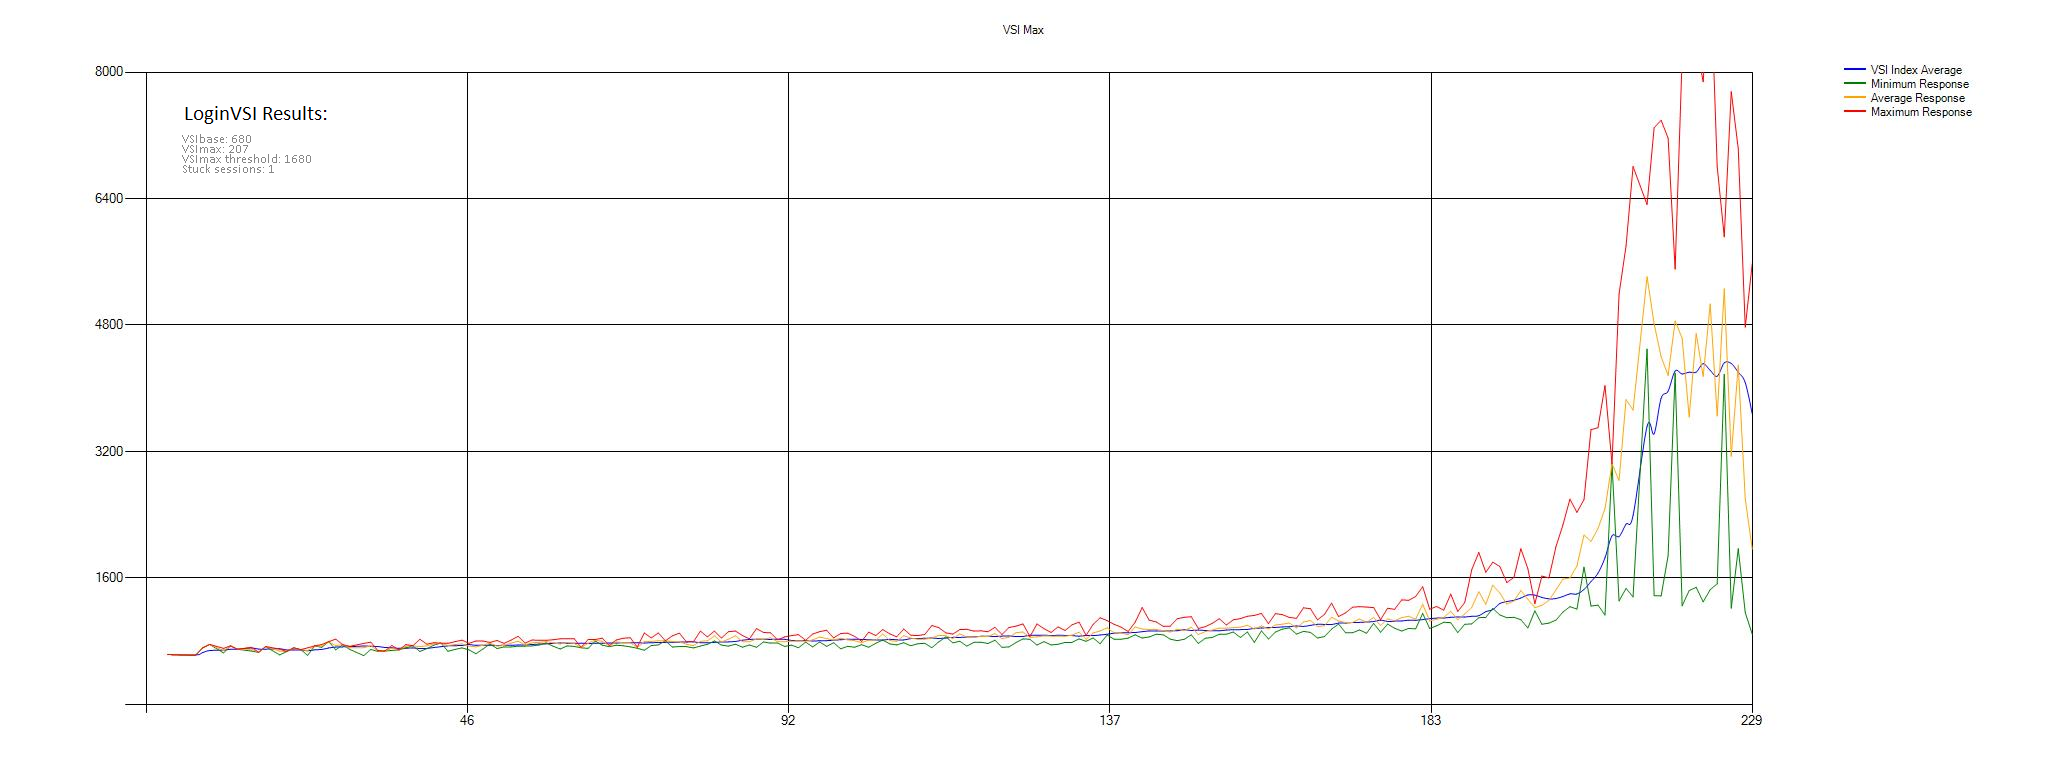 VSI Max
8000
6400
4800
3200
1600
46
92
137
183
229
LoginVSI Results:
VSIbase: 680
VSImax: 207
VSImax threshold: 1680
Stuck sessions: 1
VSI Index Average
Minimum Response
Average Response
Maximum Response